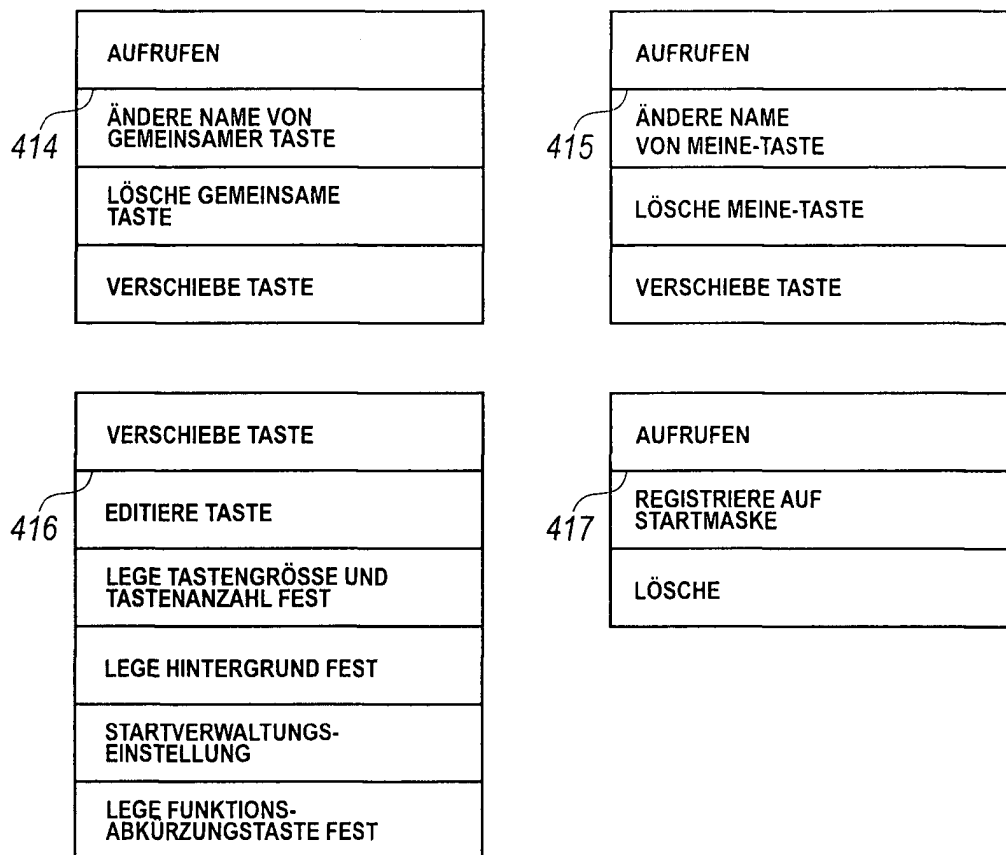 AUFRUFEN
414
ÄNDERE NAME VON
GEMEINSAMER TASTE
LÖSCHE GEMEINSAME
TASTE
VERSCHIEBE TASTE
AUFRUFEN
415
ÄNDERE NAME
VON MEINE-TASTE
LÖSCHE MEINE-TASTE
VERSCHIEBE TASTE
VERSCHIEBE TASTE
416
EDITIERE TASTE
LEGE TASTENGRÖSSE UND
TASTENANZAHL FEST
LEGE HINTERGRUND FEST
STARTVERWALTUNGS-
EINSTELLUNG
LEGE FUNKTIONS-
ABKÜRZUNGSTASTE FEST
AUFRUFEN
417
REGISTRIERE AUF
STARTMASKE
LÖSCHE